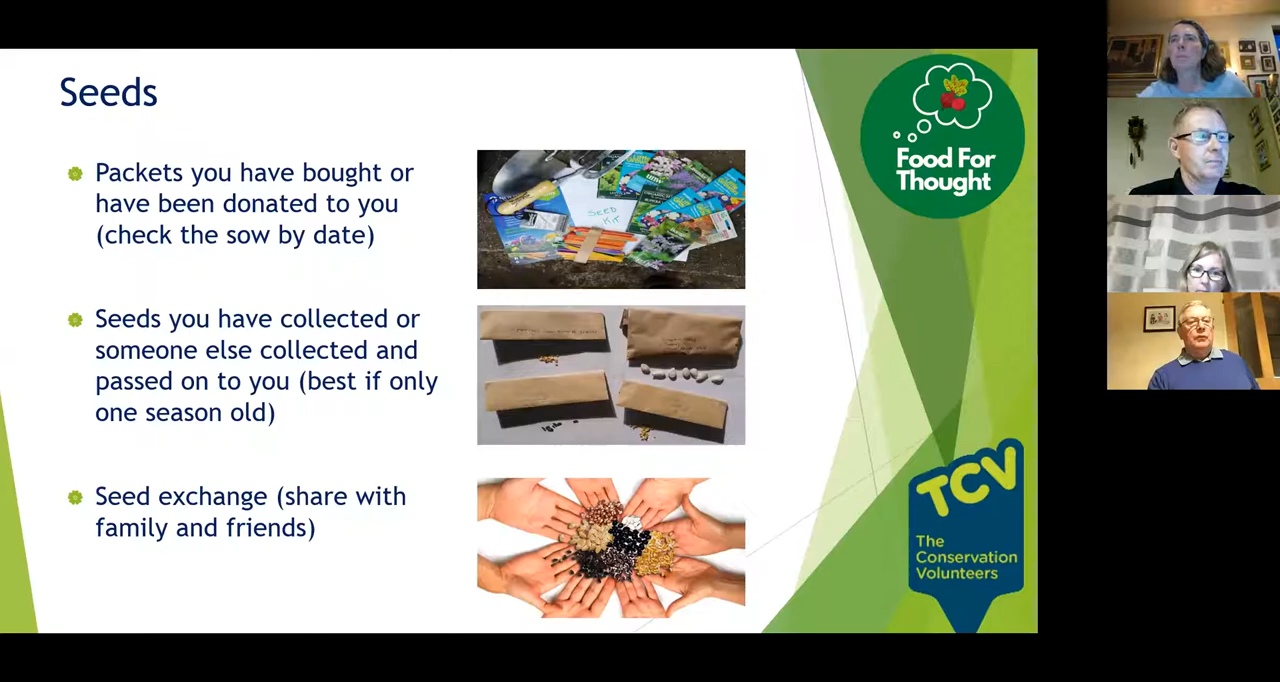 Seeds
Packets you have bought or
have been donated to you
(check the sow by date)
Seeds you have collected or
someone else collected and
passed on to you (best if only
one season old)
Seed exchange (share with
family and friends)
SEED
KIT
Food For
Thought
TCV
The
Conservation
Volunteers